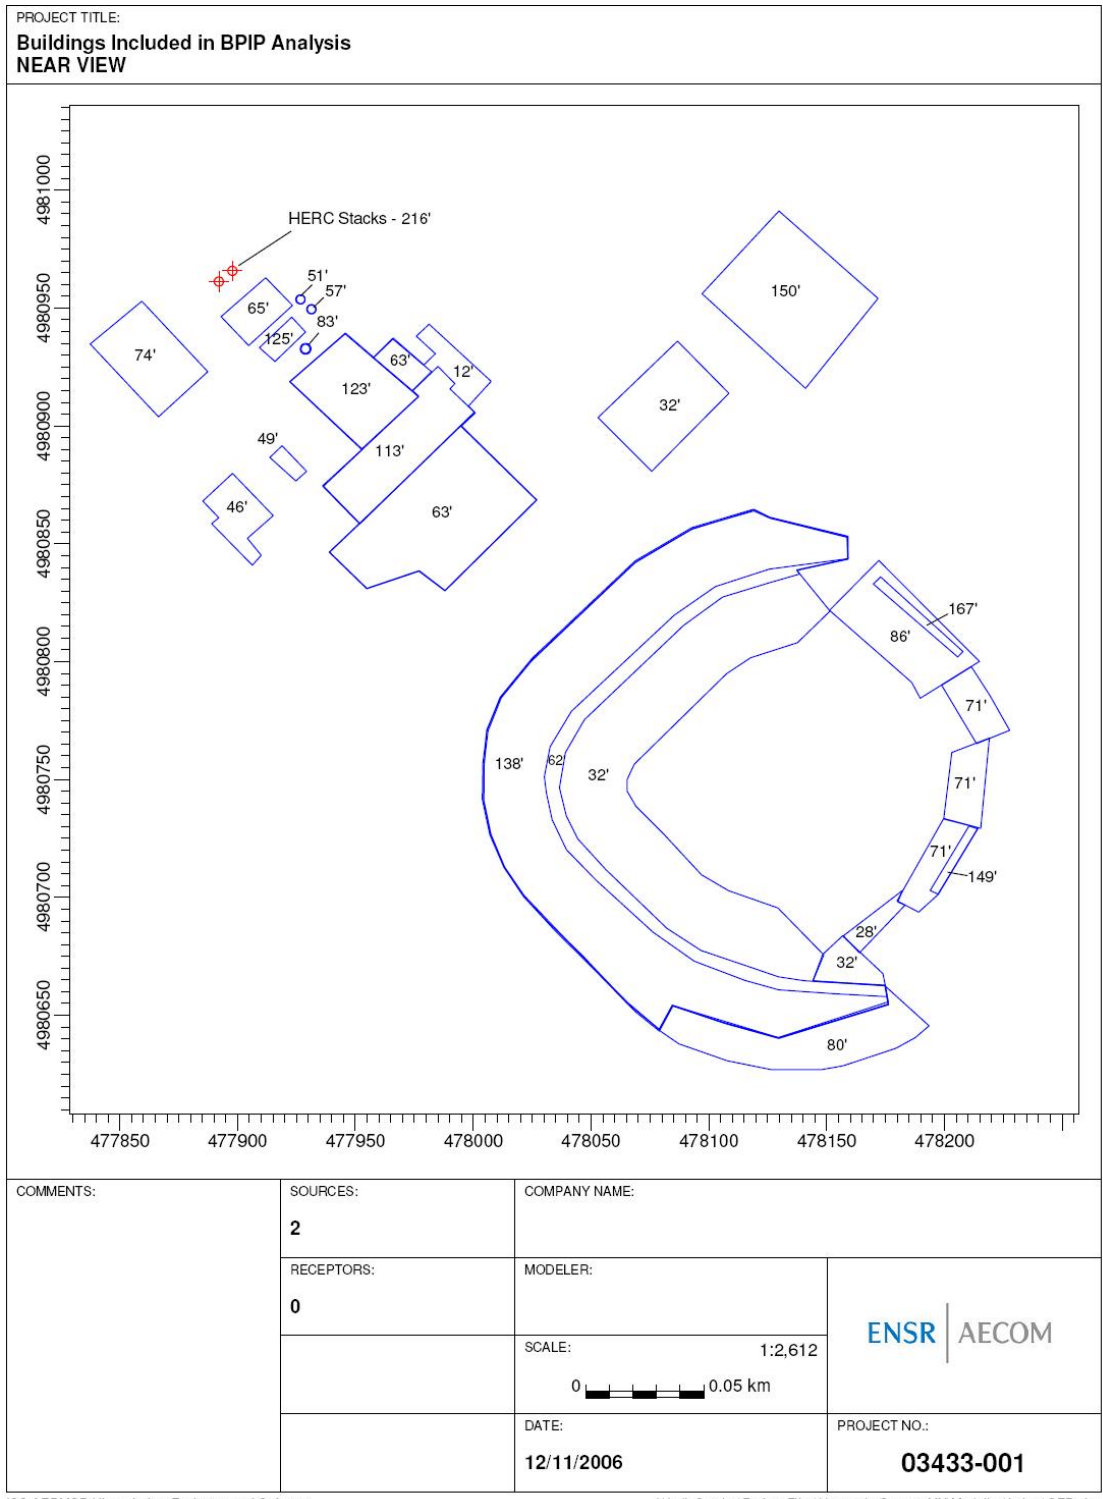 PROJECT TITLE:
Buildings Included in BPIP Analysis
NEAR VIEW
4981000
4980950
4980900
4980850
4980800
4980750
4980700
4980650
HERC Stacks - 216'
51'
57'
83'
65'
125'
74'
150'
63'
12'
123'
32'
49'
113'
46'
63'
167'
86'
71'
138'
62'
32'
71'
71'
149'
28'
32'
80'
477850 477900 477950 478000 478050 478100 478150 478200
COMMENTS:
SOURCES:
2
COMPANY NAME:
RECEPTORS:
0
MODELER:
ENSR AECOM
SCALE:
1:2,612
0 0.05 km
DATE:
12/11/2006
PROJECT NO.:
03433-001